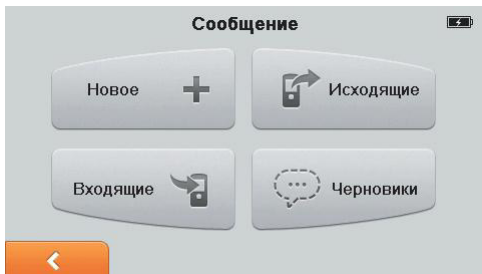 Сообщение
Новое
Исходящие
Входящие
Черновики